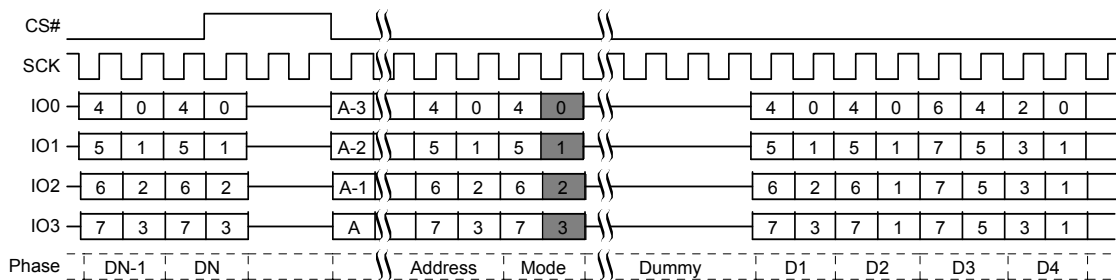 CS#
SCK
IO0 4 0 4 0 A-3 4 0 4 0 4 0 4 0 6 4 2 0
IO1 5 1 5 1 A-2 5 1 5 1 5 1 5 1 7 5 3 1
IO2 6 2 6 2 A-1 6 2 6 2 6 2 6 1 7 5 3 1
IO3 7 3 7 3 A 7 3 7 3 7 3 7 1 7 5 3 1
Phase DN-1 DN Address Mode Dummy D1 D2 D3 D4